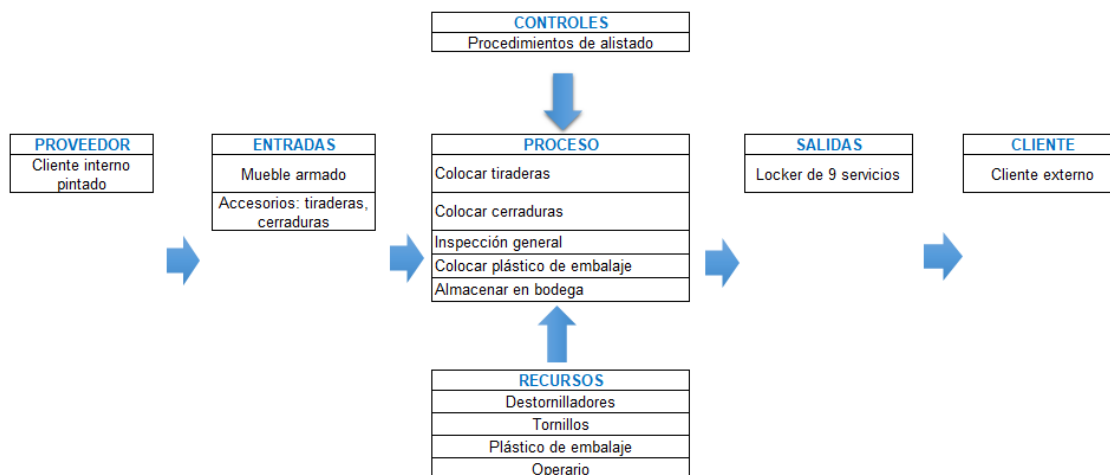 CONTROLES
Procedimientos de alistado
PROVEEDOR
Cliente interno
pintado
ENTRADAS
Mueble armado
Accesorios: tiraderas,
cerraduras
PROCESO
Colocar tiraderas
Colocar cerraduras
Inspección general
Colocar plástico de embalaje
Almacenar en bodega
SALIDAS
Locker de 9 servicios
CLIENTE
Cliente externo
RECURSOS
Destornilladores
Tornillos
Plástico de embalaje
Operario